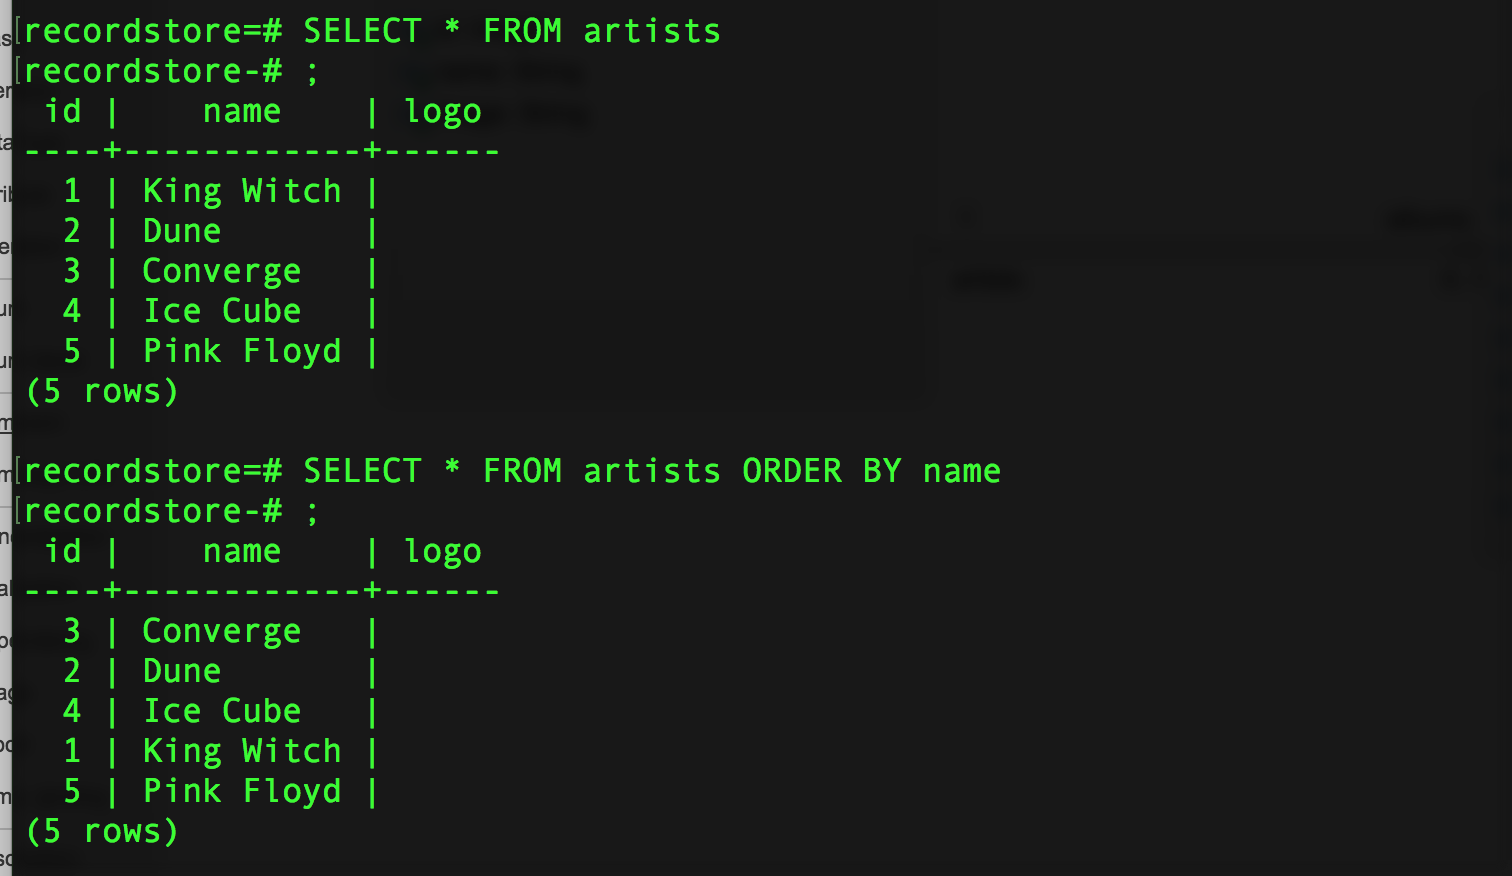 [recordstore=# SELECT * FROM artists
[recordstore-# ;
 id |    name    | logo
----+------------+------
  1 | King Witch |
  2 | Dune       |
  3 | Converge   |
  4 | Ice Cube   |
  5 | Pink Floyd |
(5 rows)

[recordstore=# SELECT * FROM artists ORDER BY name
[recordstore-# ;
 id |    name    | logo
----+------------+------
  3 | Converge   |
  2 | Dune       |
  4 | Ice Cube   |
  1 | King Witch |
  5 | Pink Floyd |
(5 rows)